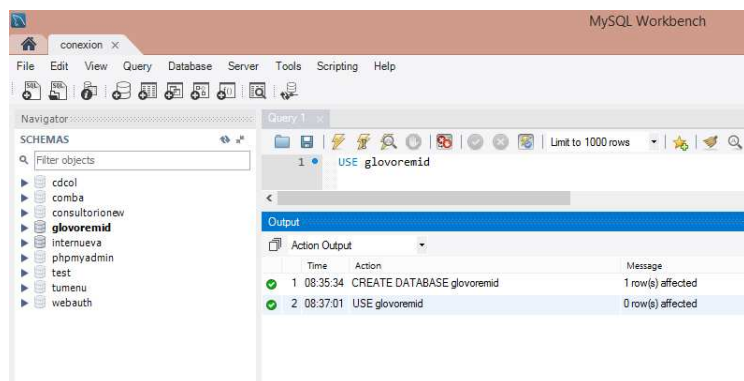 MySQL Workbench
conexion ×
File Edit View Query Database Server Tools Scripting Help
Navigator
Query 1 ×
SCHEMAS
Limit to 1000 rows
Filter objects
1 USE glovoremid
cdcol
comba
consultorionew
glovoremid
internueva
phpmyadmin
test
tumenu
webauth
Output
Action Output
Time Action Message
1 08:35:34 CREATE DATABASE glovoremid 1 row(s) affected
2 08:37:01 USE glovoremid 0 row(s) affected